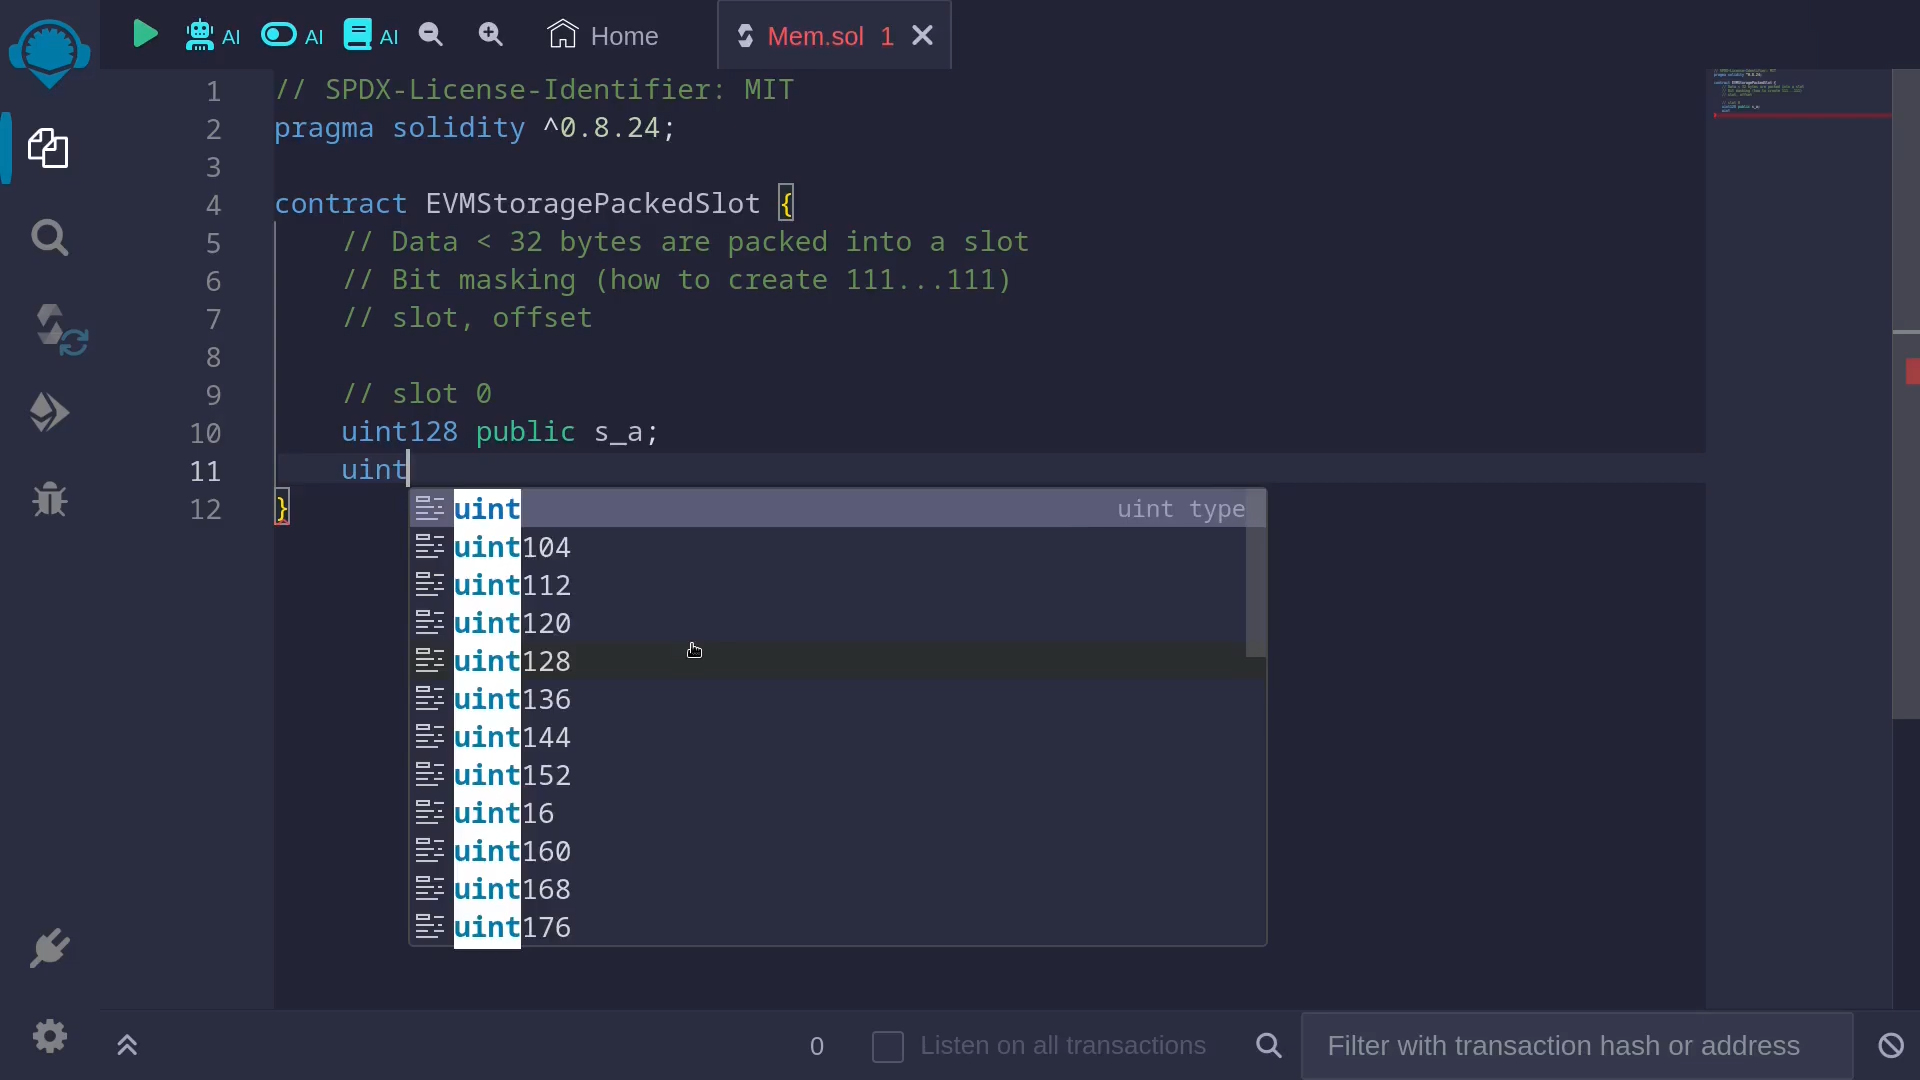 AI AI AI Home Mem.sol 1
1 // SPDX-License-Identifier: MIT
2 pragma solidity ^0.8.24;
3
4 contract EVMStoragePackedSlot {
5 // Data < 32 bytes are packed into a slot
6 // Bit masking (how to create 111...111)
7 // slot, offset
8
9 // slot 0
10 uint128 public s_a;
11 uint
12 }
uint uint type
uint104
uint112
uint120
uint128
uint136
uint144
uint152
uint16
uint160
uint168
uint176
0 Listen on all transactions Filter with transaction hash or address